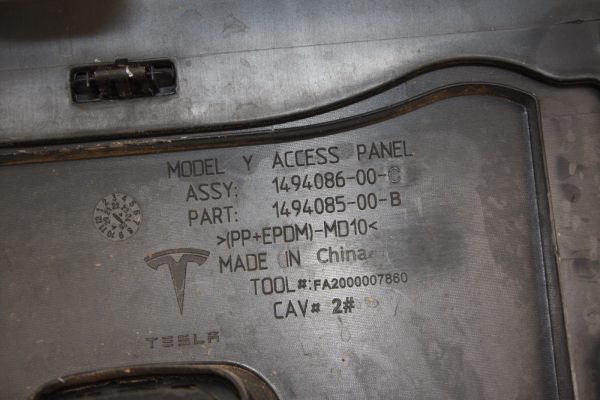 MODEL Y ACCESS PANEL
ASSY: 1494086-00-C
PART: 1494085-00-B
>(PP+EPDM)-MD10<
MADE IN China
TOOL#:FA2000007860
CAV# 2#
TESLA